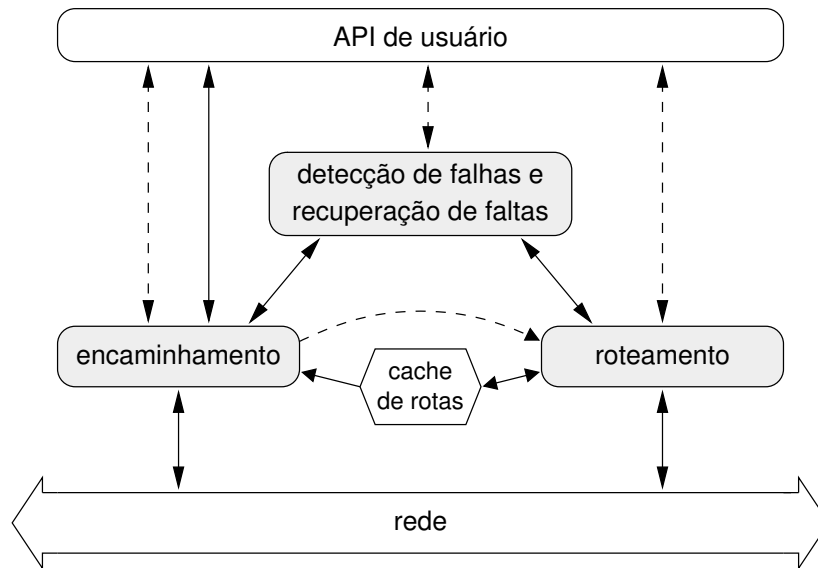 API de usuário
detecção de falhas e
recuperação de faltas
encaminhamento
cache
de rotas
roteamento
rede